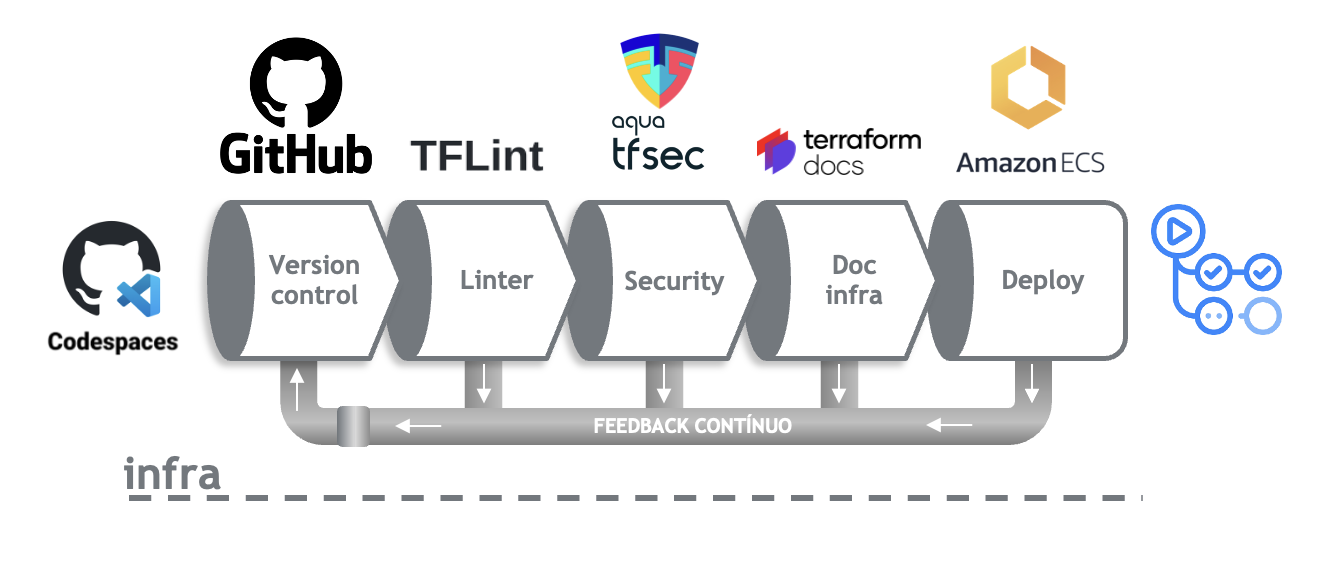 GitHub
TFLint
aqua
tfsec
terraform
docs
Amazon ECS
Codespaces
Version
control
Linter
Security
Doc
infra
Deploy
FEEDBACK CONTÍNUO
infra